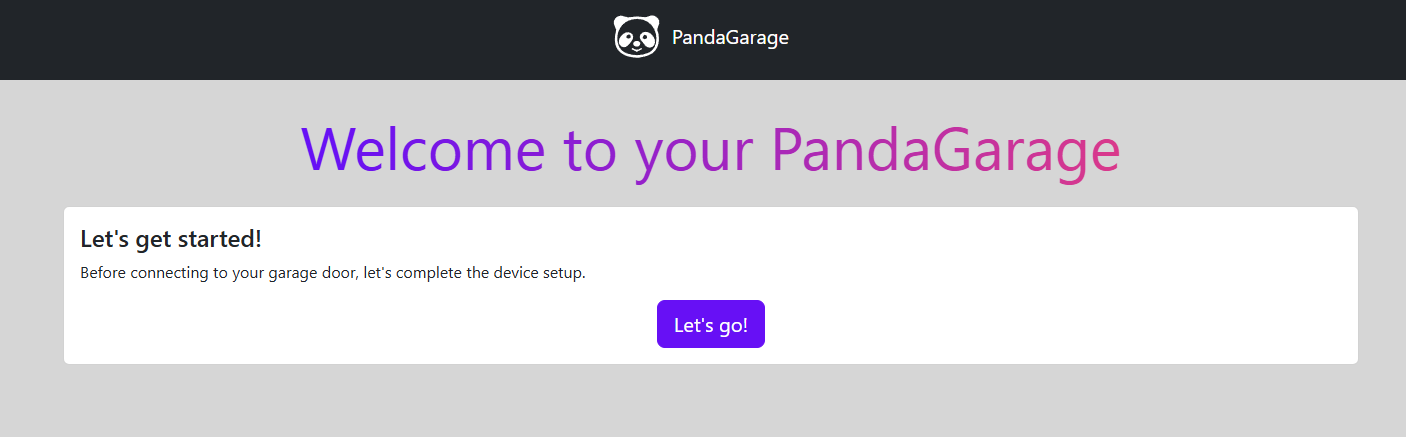 PandaGarage
Welcome to your PandaGarage
Let's get started!
Before connecting to your garage door, let's complete the device setup.
Let's go!